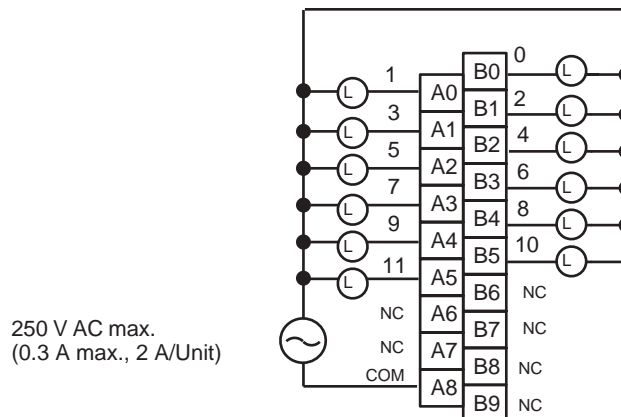 B0 0 L
1 L A0
B1 2 L
3 L A1
B2 4 L
5 L A2
B3 6 L
7 L A3
B4 8 L
9 L A4
B5 10 L
11 L A5
B6 NC
NC A6
B7 NC
NC A7
B8 NC
COM A8
B9 NC
250 V AC max.
(0.3 A max., 2 A/Unit)